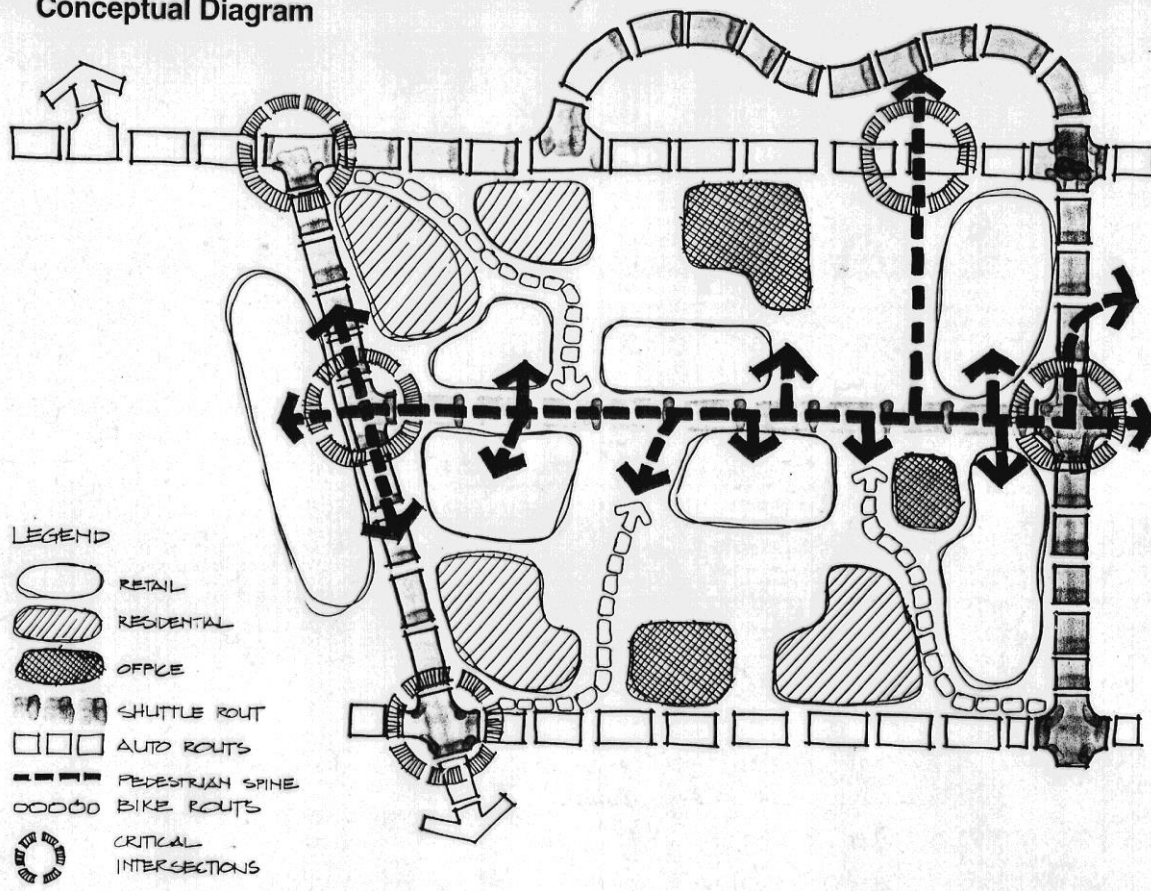 Conceptual Diagram
LEGEND
RETAIL
RESIDENTIAL
OFFICE
SHUTTLE ROUT
AUTO ROUTS
PEDESTRIAN SPINE
BIKE ROUTS
CRITICAL
INTERSECTIONS